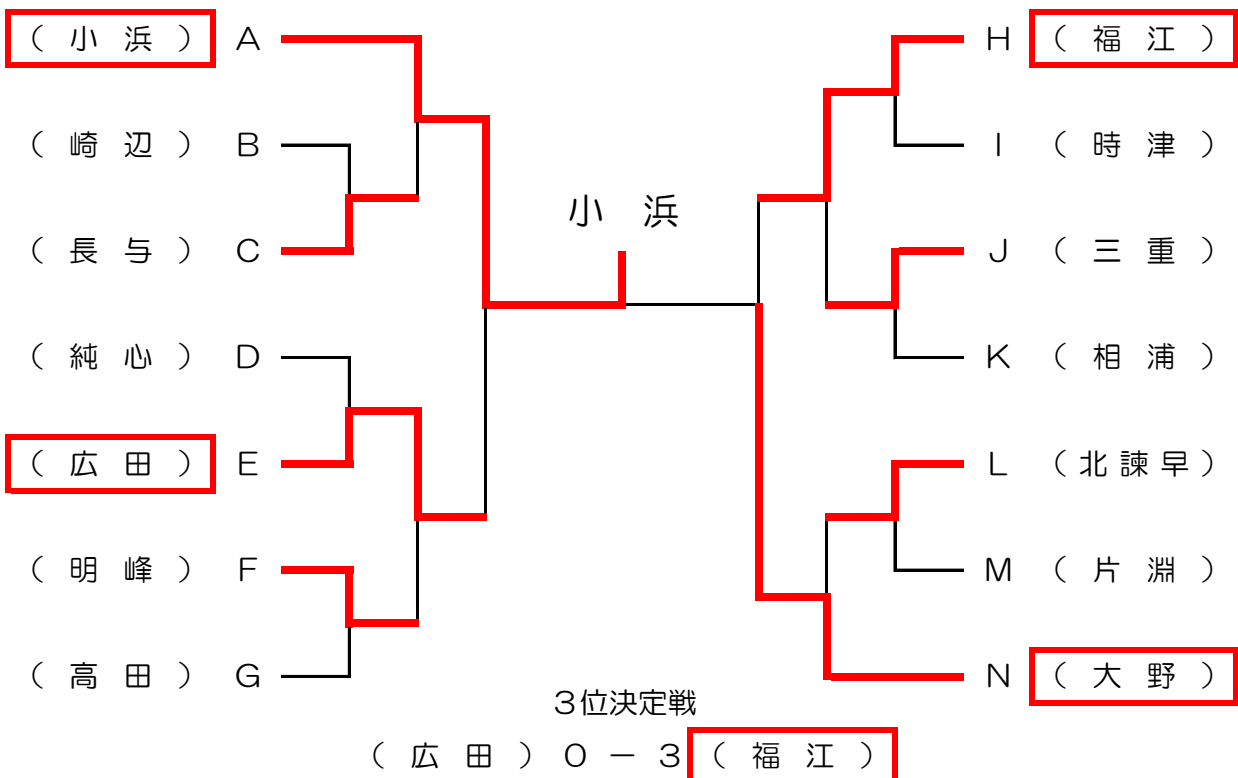 （ 小 浜 ） A
（ 崎 辺 ） B
（ 長 与 ） C
（ 純 心 ） D
（ 広 田 ） E
（ 明 峰 ） F
（ 高 田 ） G
小 浜
H （ 福 江 ）
I （ 時 津 ）
J （ 三 重 ）
K （ 相 浦 ）
L （ 北 諫 早 ）
M （ 片 淵 ）
N （ 大 野 ）
３位決定戦
（ 広 田 ） ０ － ３ （ 福 江 ）